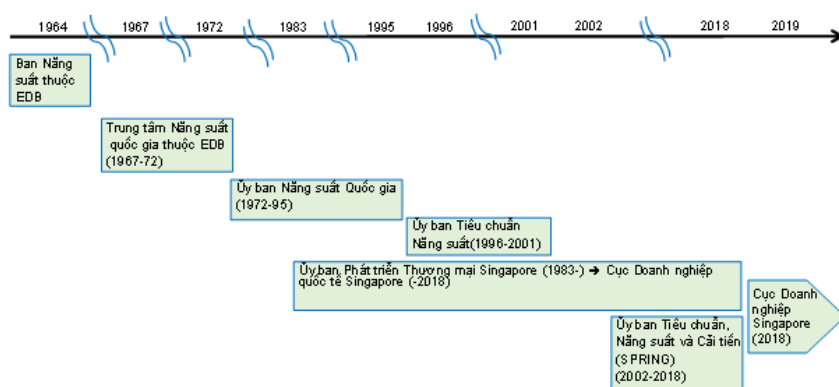 1964 1967 1972 1983 1995 1996 2001 2002 2018 2019
Ban Năng
suất thuộc
EDB
Trung tâm Năng suất
quốc gia thuộc EDB
(1967-72)
Ủy ban Năng suất Quốc gia
(1972-95)
Ủy ban Tiêu chuẩn
Năng suất(1996-2001)
Ủy ban Phát triển Thương mại Singapore (1983-) ➔ Cục Doanh nghiệp
quốc tế Singapore (-2018)
Cục Doanh
nghiệp
Singapore
(2018)
Ủy ban Tiêu chuẩn,
Năng suất và Cải tiến
(SPRING)
(2002-2018)